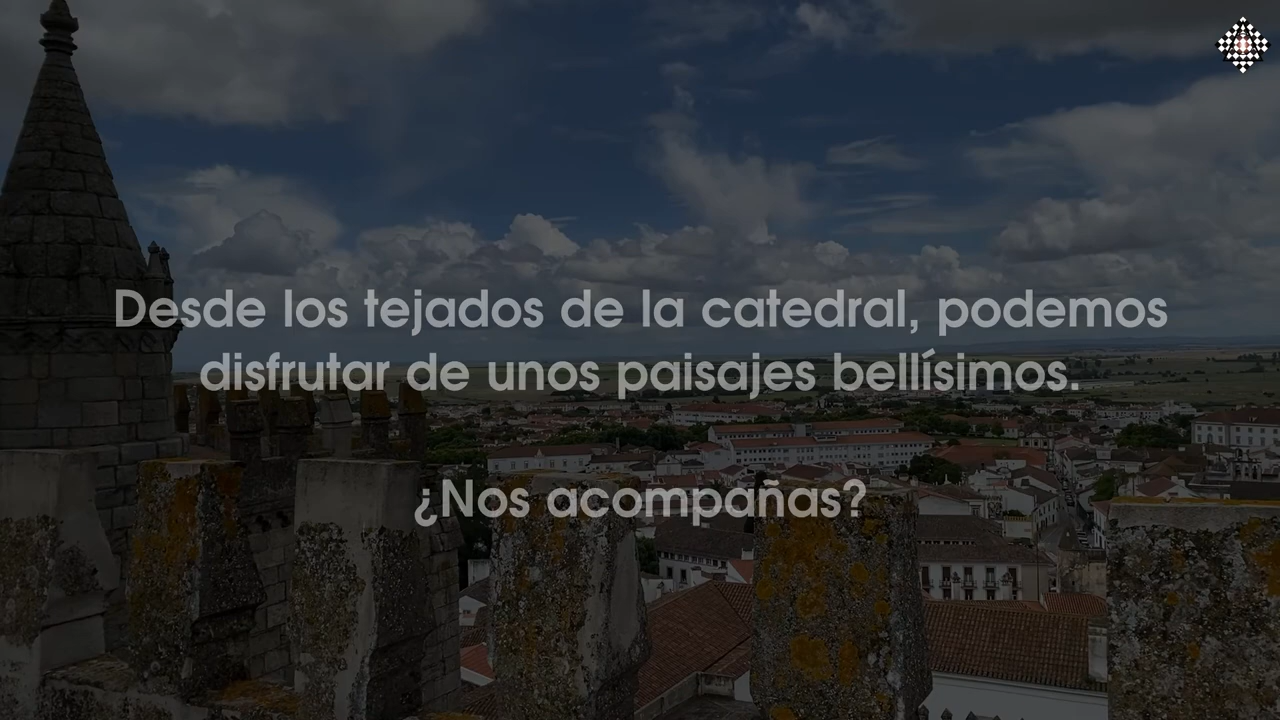 Desde los tejados de la catedral, podemos
disfrutar de unos paisajes bellísimos.
¿Nos acompañas?